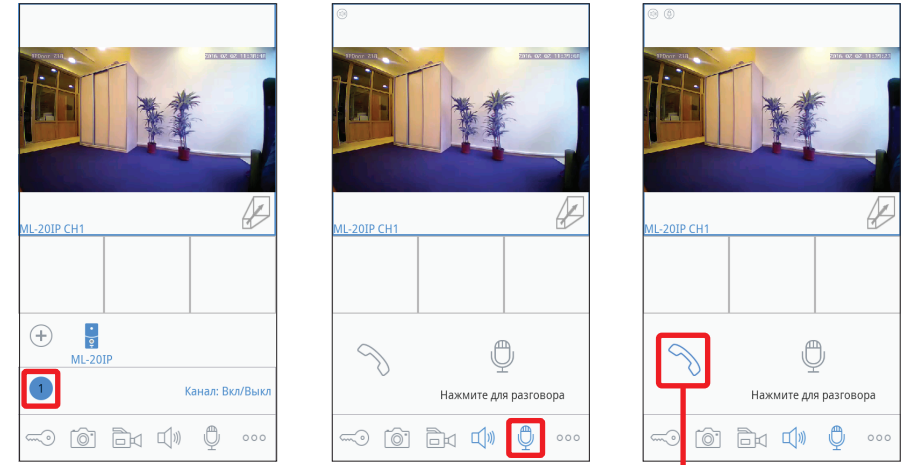 ML-20IP CH1
ML-20IP
1
Канал: Вкл/Выкл
ML-20IP CH1
Нажмите для разговора
ML-20IP CH1
Нажмите для разговора